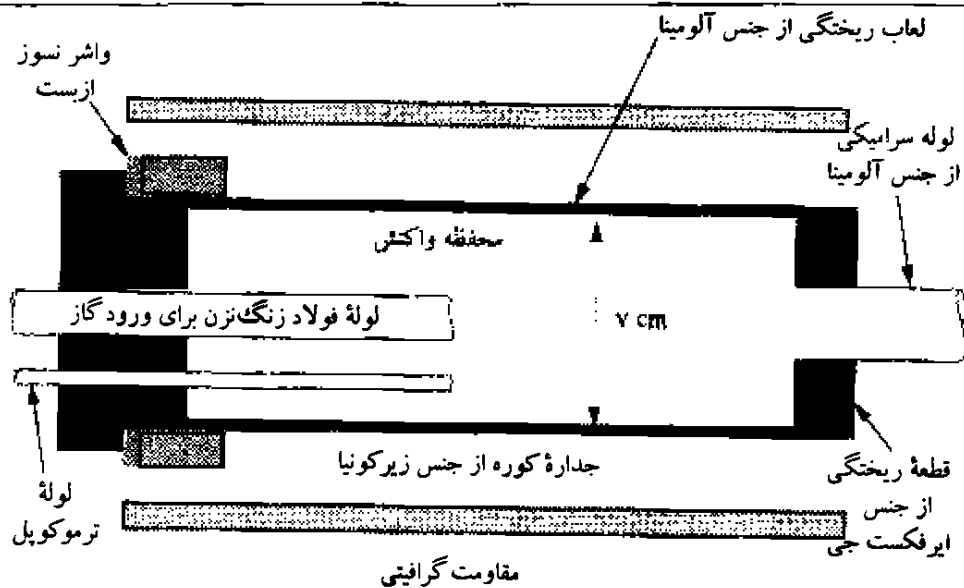 لعاب ریختگی از جنس آلومینا
واشر نسوز
ازبست
لوله سرامیکی
از جنس آلومینا
محفظه واکنش
لولهٔ فولاد زنگ‌نزن برای ورود گاز
۷ cm
جدارهٔ کوره از جنس زیرکونیا
قطعهٔ ریختگی
از جنس
ایرفکست جی
لولهٔ
ترموکوپل
مقاومت گرافیتی